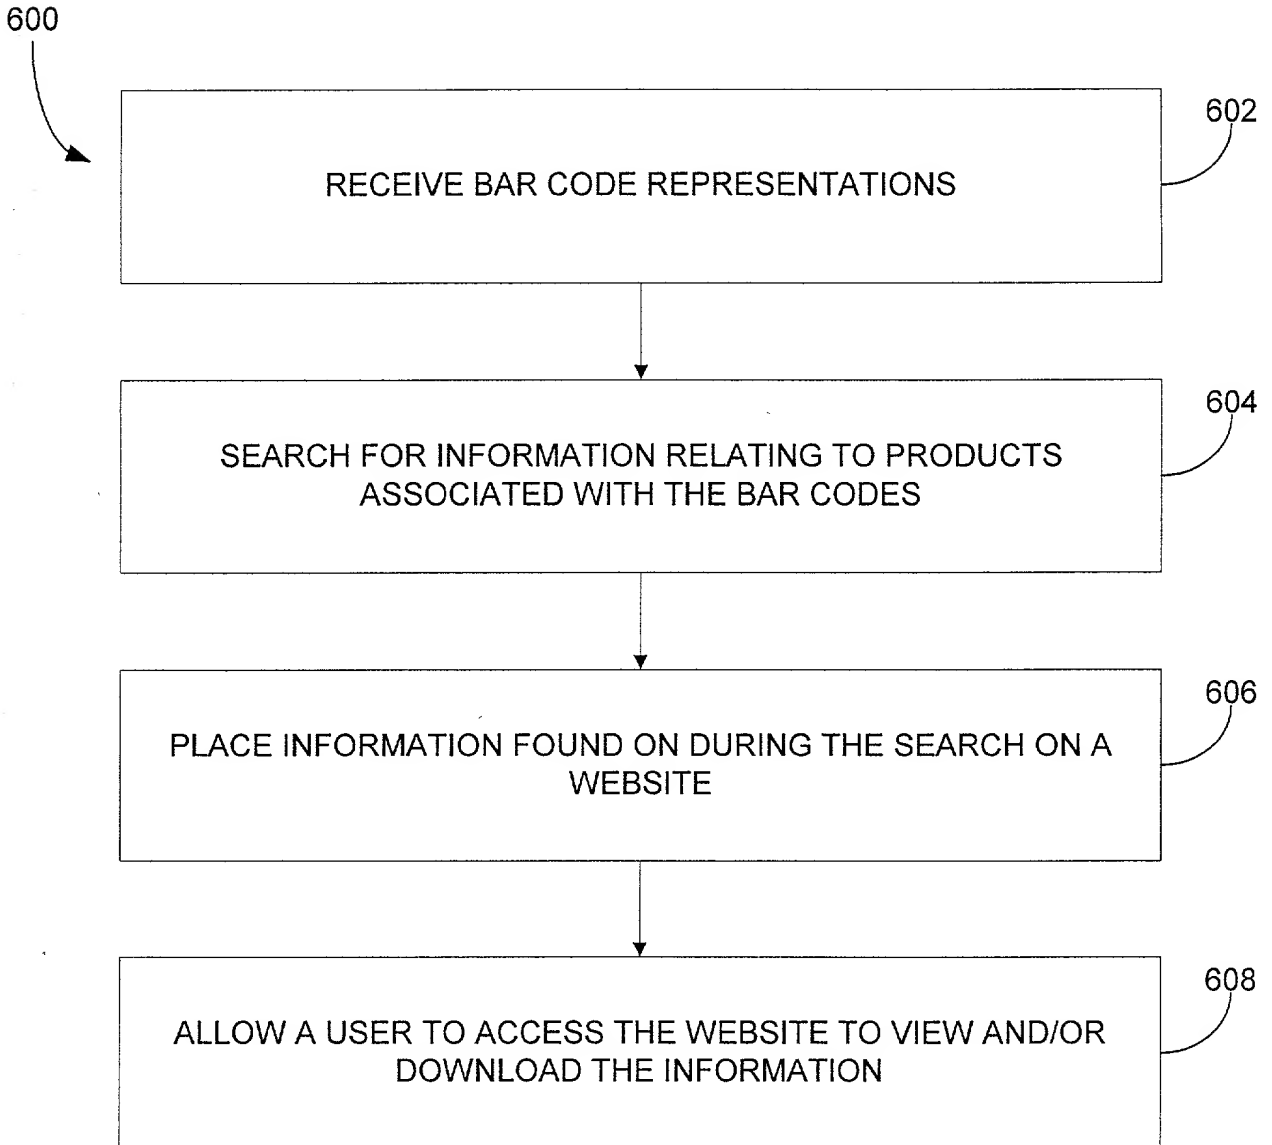 600
602
RECEIVE BAR CODE REPRESENTATIONS
604
SEARCH FOR INFORMATION RELATING TO PRODUCTS
ASSOCIATED WITH THE BAR CODES
606
PLACE INFORMATION FOUND ON DURING THE SEARCH ON A
WEBSITE
608
ALLOW A USER TO ACCESS THE WEBSITE TO VIEW AND/OR
DOWNLOAD THE INFORMATION